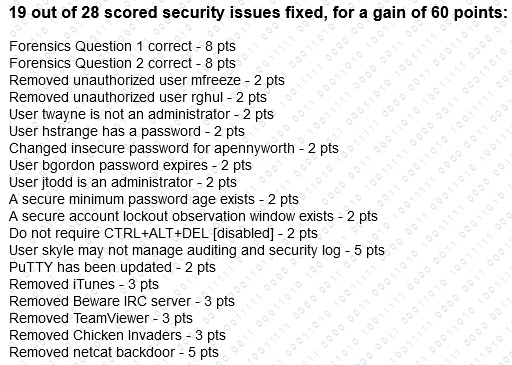 19 out of 28 scored security issues fixed, for a gain of 60 points:
Forensics Question 1 correct - 8 pts
Forensics Question 2 correct - 8 pts
Removed unauthorized user mfreeze - 2 pts
Removed unauthorized user rghul - 2 pts
User twayne is not an administrator - 2 pts
User hstrange has a password - 2 pts
Changed insecure password for apennyworth - 2 pts
User bgordon password expires - 2 pts
User jtodd is an administrator - 2 pts
A secure minimum password age exists - 2 pts
A secure account lockout observation window exists - 2 pts
Do not require CTRL+ALT+DEL [disabled] - 2 pts
User skyle may not manage auditing and security log - 5 pts
PuTTY has been updated - 2 pts
Removed iTunes - 3 pts
Removed Beware IRC server - 3 pts
Removed TeamViewer - 3 pts
Removed Chicken Invaders - 3 pts
Removed netcat backdoor - 5 pts